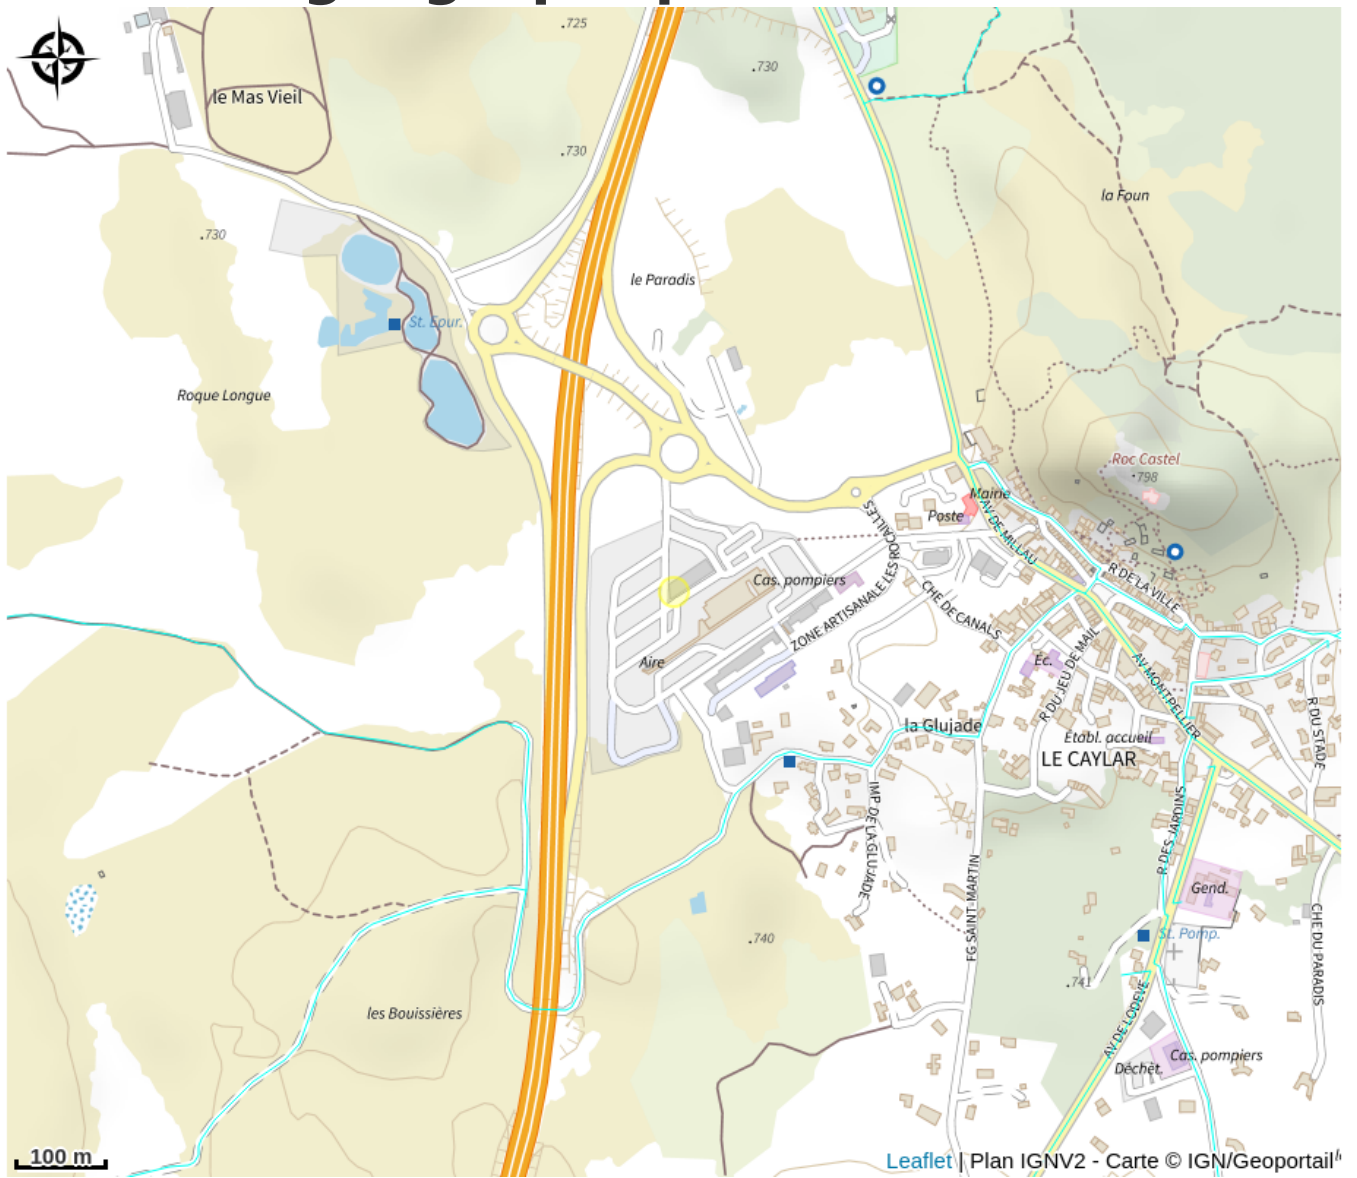 .725
.730
le Mas Vieil
.730
la Foun
.730
le Paradis
St. Epur.
Roque Longue
Roc Castel
.798
Mairie
Poste
AV DE MILLAU
ZONE ARTISANALE LES ROCAILLES
Cas. pompiers
R DE LA VILLE
CHE DE CANALS
Aire
Ec.
R DU JEU DE MAIL
AV MONTPELLIER
R DU STADE
la Glujade
Établ. accueil
LE CAYLAR
IMP DE LA GLUJADE
R DES JARDINS
FG SAINT-MARTIN
Gend.
CHE DU PARADIS
.740
St. Pomp.
.741
les Bouissières
AV DE LODÈVE
Cas. pompiers
Déchèt.
100 m
Leaflet | Plan IGNV2 - Carte © IGN/Geoportail